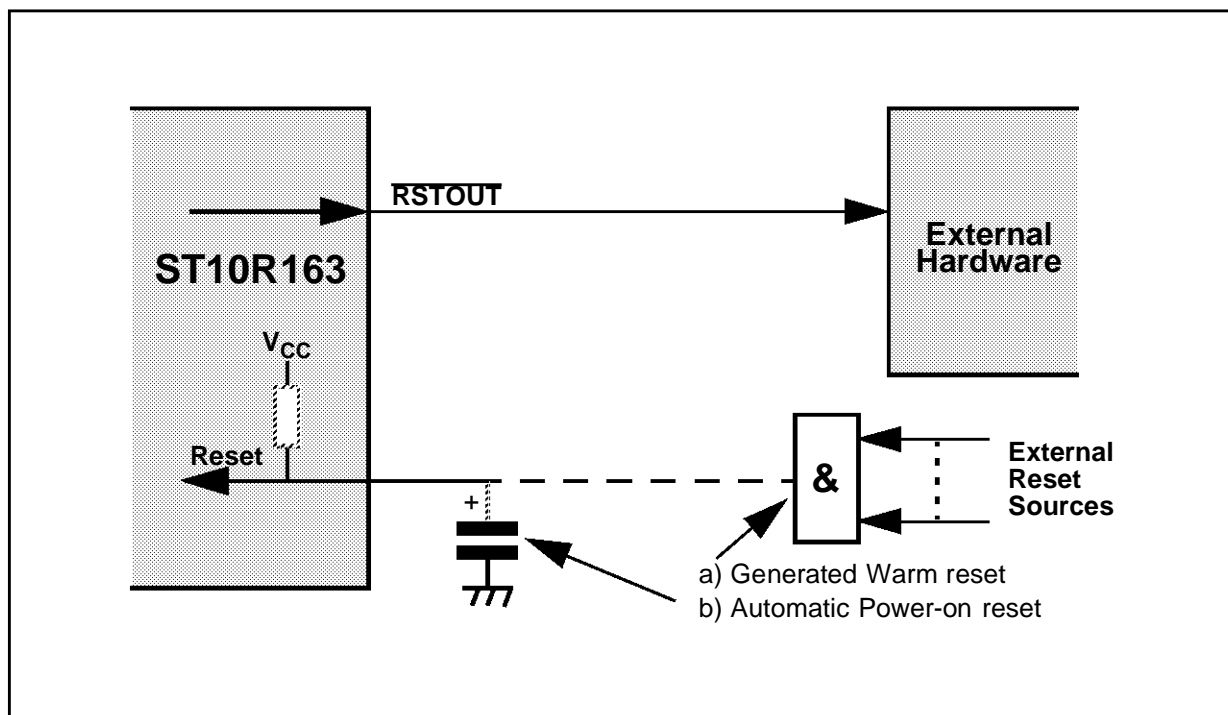 RSTOUT
ST10R163
External
Hardware
VCC
Reset
+
&
External
Reset
Sources
a) Generated Warm reset
b) Automatic Power-on reset